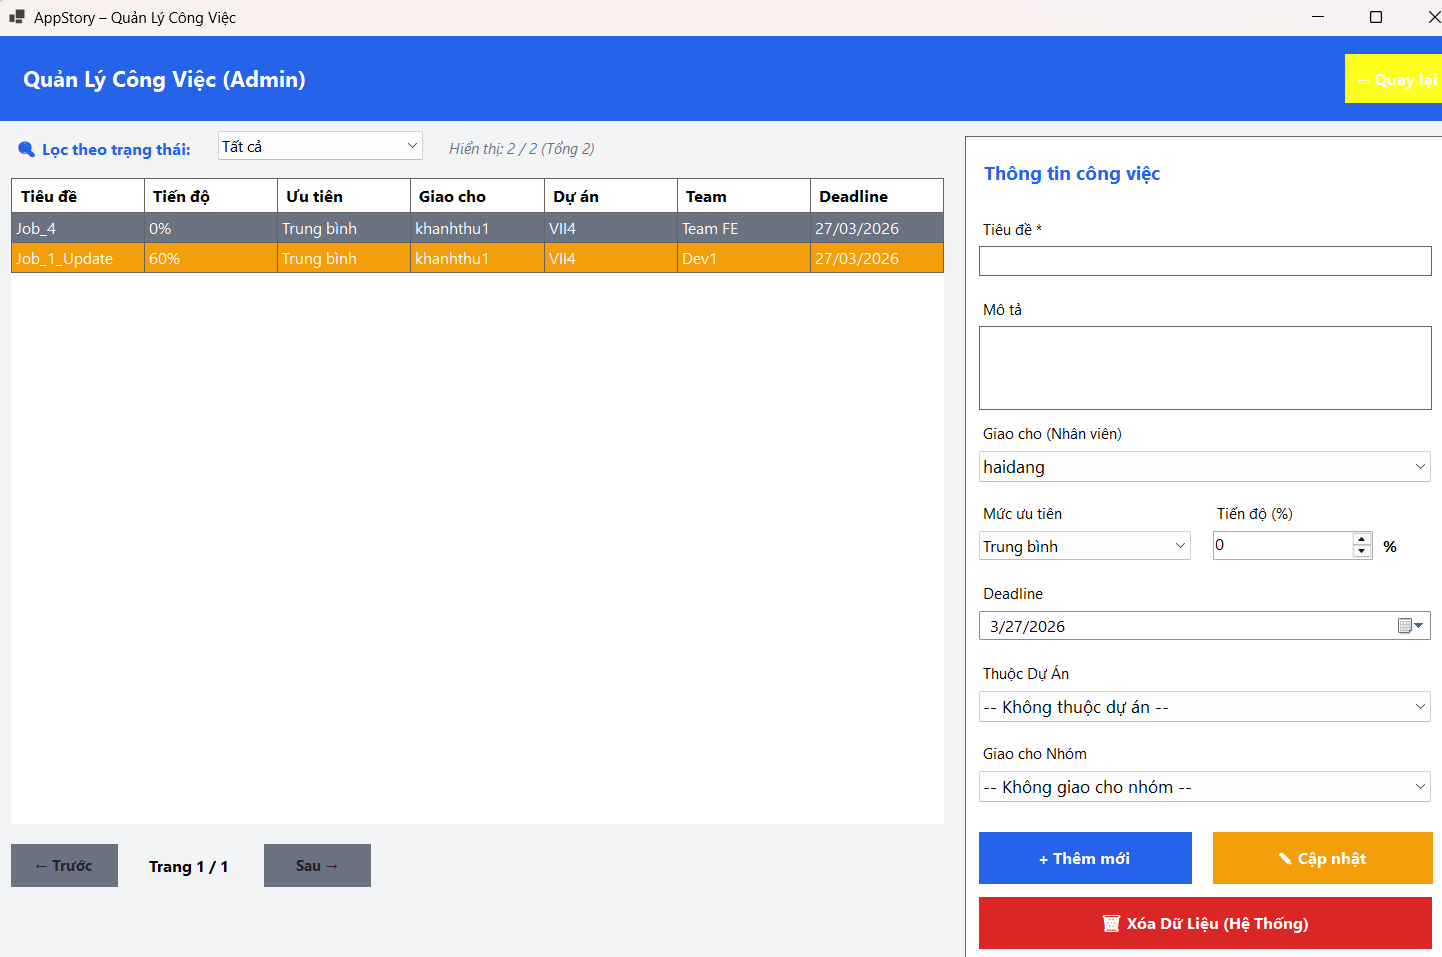 AppStory – Quản Lý Công Việc
Quản Lý Công Việc (Admin)
← Quay lại
Lọc theo trạng thái:
Tất cả
Hiển thị: 2 / 2 (Tổng 2)
Tiêu đề Tiến độ Ưu tiên Giao cho Dự án Team Deadline
Job_4 0% Trung bình khanhthu1 VII4 Team FE 27/03/2026
Job_1_Update 60% Trung bình khanhthu1 VII4 Dev1 27/03/2026
← Trước
Trang 1 / 1
Sau →
Thông tin công việc
Tiêu đề *
Mô tả
Giao cho (Nhân viên)
haidang
Mức ưu tiên Tiến độ (%)
Trung bình 0 %
Deadline
3/27/2026
Thuộc Dự Án
-- Không thuộc dự án --
Giao cho Nhóm
-- Không giao cho nhóm --
+ Thêm mới
Cập nhật
Xóa Dữ Liệu (Hệ Thống)